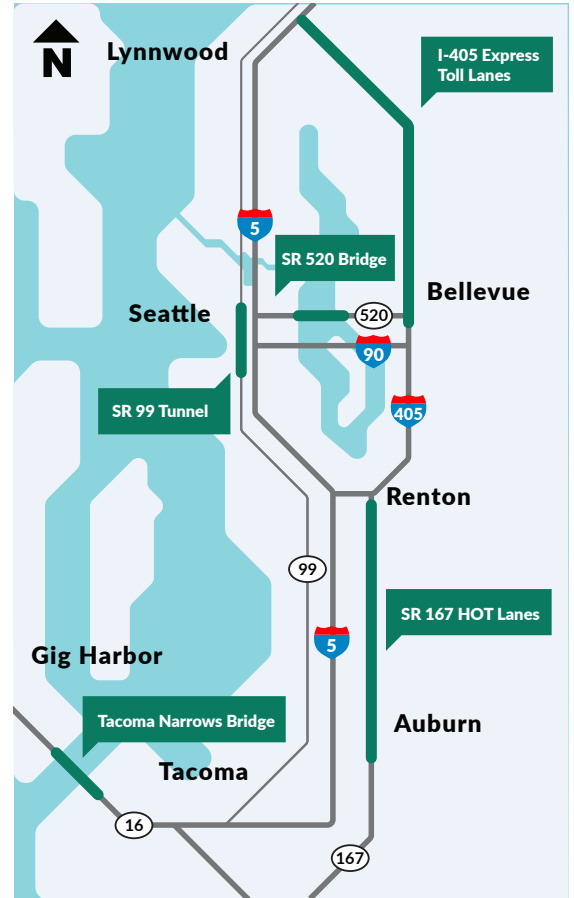 N
Lynnwood
I-405 Express
Toll Lanes
5
SR 520 Bridge
Bellevue
Seattle
520
90
SR 99 Tunnel
405
Renton
99
SR 167 HOT Lanes
5
Gig Harbor
Tacoma Narrows Bridge
Auburn
Tacoma
16
167